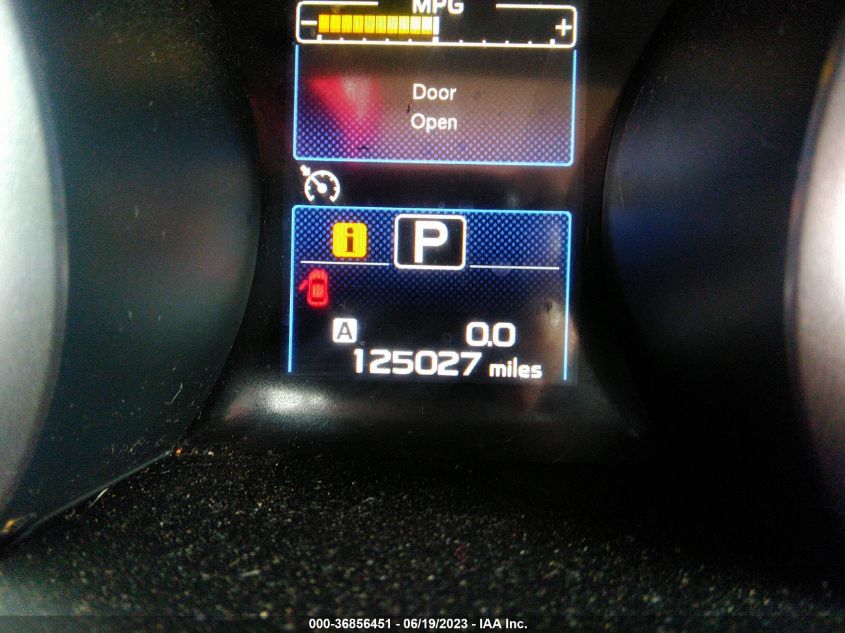 MPG
- +
Door
Open
i P
A 0.0
125027 miles
000-36856451 - 06/19/2023 - IAA Inc.